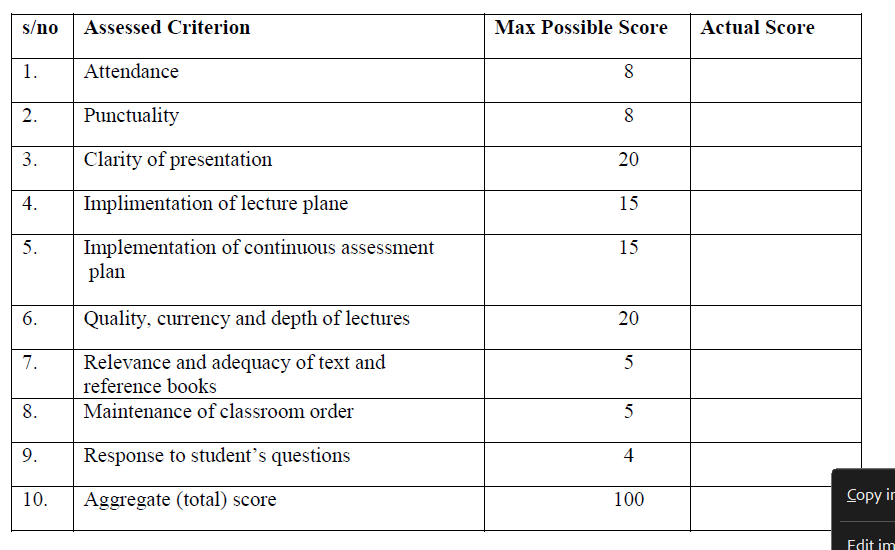 s/no Assessed Criterion Max Possible Score Actual Score
1. Attendance 8
2. Punctuality 8
3. Clarity of presentation 20
4. Implimentation of lecture plane 15
5. Implementation of continuous assessment 15
plan
6. Quality, currency and depth of lectures 20
7. Relevance and adequacy of text and 5
reference books
8. Maintenance of classroom order 5
9. Response to student’s questions 4
10. Aggregate (total) score 100
Copy
Edit